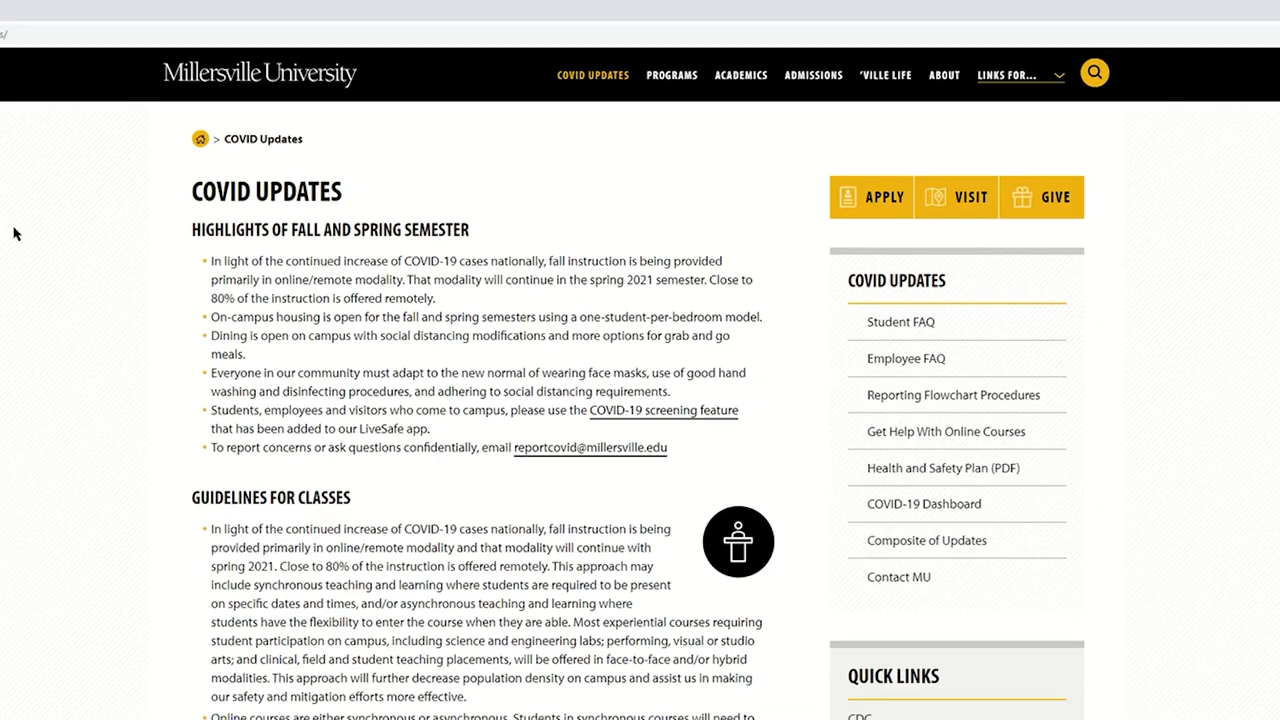 s/
Millersville University
COVID UPDATES PROGRAMS ACADEMICS ADMISSIONS 'VILLE LIFE ABOUT LINKS FOR...
> COVID Updates
COVID UPDATES
HIGHLIGHTS OF FALL AND SPRING SEMESTER
• In light of the continued increase of COVID-19 cases nationally, fall instruction is being provided
primarily in online/remote modality. That modality will continue in the spring 2021 semester. Close to
80% of the instruction is offered remotely.
• On-campus housing is open for the fall and spring semesters using a one-student-per-bedroom model.
• Dining is open on campus with social distancing modifications and more options for grab and go
meals.
• Everyone in our community must adapt to the new normal of wearing face masks, use of good hand
washing and disinfecting procedures, and adhering to social distancing requirements.
• Students, employees and visitors who come to campus, please use the COVID-19 screening feature
that has been added to our LiveSafe app.
• To report concerns or ask questions confidentially, email reportcovid@millersville.edu
GUIDELINES FOR CLASSES
• In light of the continued increase of COVID-19 cases nationally, fall instruction is being
provided primarily in online/remote modality and that modality will continue with
spring 2021. Close to 80% of the instruction is offered remotely. This approach may
include synchronous teaching and learning where students are required to be present
on specific dates and times, and/or asynchronous teaching and learning where
students have the flexibility to enter the course when they are able. Most experiential courses requiring
student participation on campus, including science and engineering labs; performing, visual or studio
arts; and clinical, field and student teaching placements, will be offered in face-to-face and/or hybrid
modalities. This approach will further decrease population density on campus and assist us in making
our safety and mitigation efforts more effective.
• Online courses are either synchronous or asynchronous. Students in synchronous courses will need to
APPLY VISIT GIVE
COVID UPDATES
Student FAQ
Employee FAQ
Reporting Flowchart Procedures
Get Help With Online Courses
Health and Safety Plan (PDF)
COVID-19 Dashboard
Composite of Updates
Contact MU
QUICK LINKS
CDC